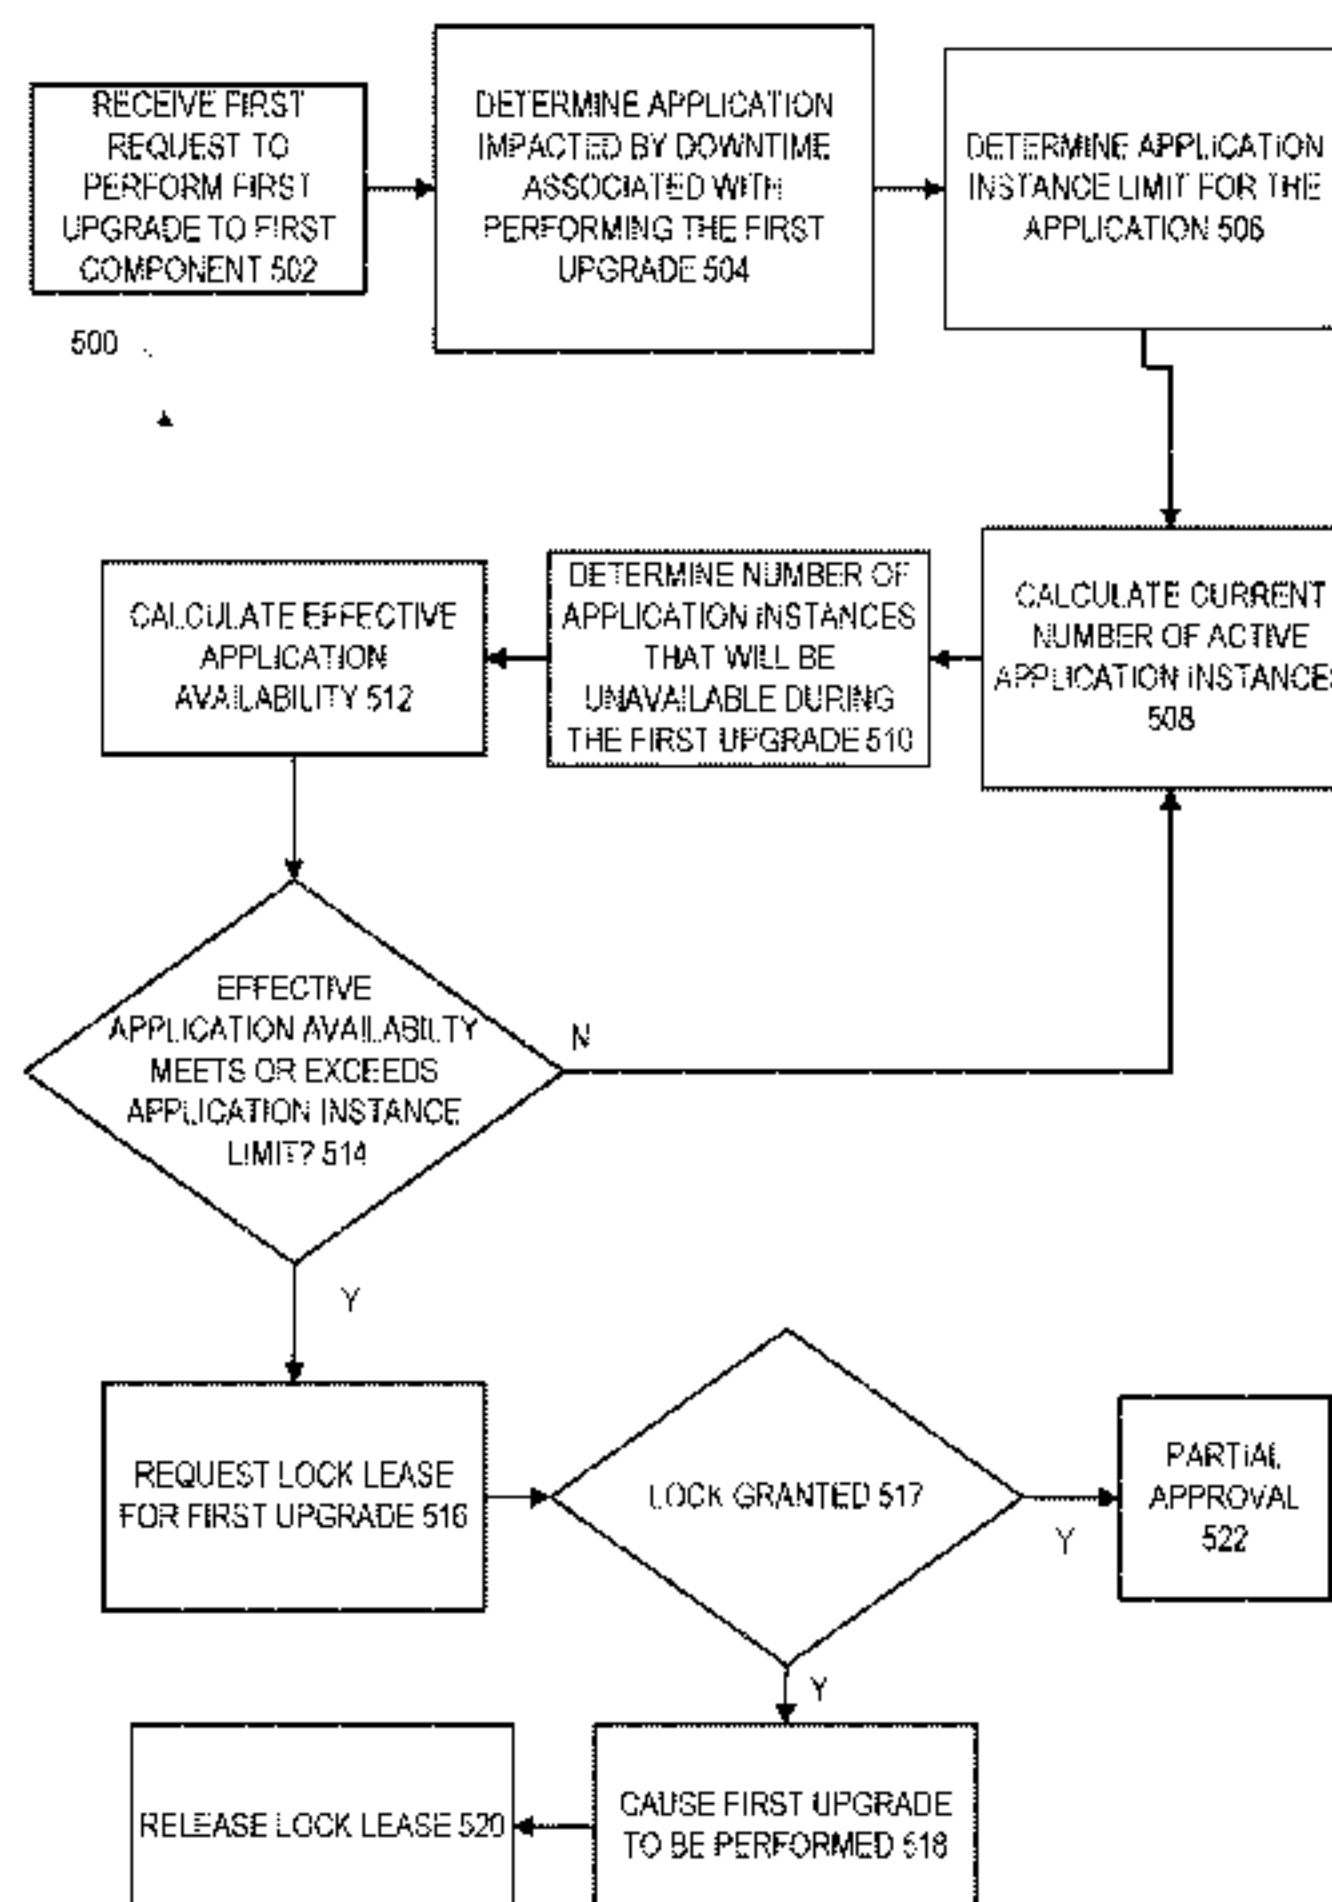 RECEIVE FIRST
REQUEST TO
PERFORM FIRST
UPGRADE TO FIRST
COMPONENT 502
DETERMINE APPLICATION
IMPACTED BY DOWNTIME
ASSOCIATED WITH
PERFORMING THE FIRST
UPGRADE 504
DETERMINE APPLICATION
INSTANCE LIMIT FOR THE
APPLICATION 506
500
CALCULATE CURRENT
NUMBER OF ACTIVE
APPLICATION INSTANCES
508
DETERMINE NUMBER OF
APPLICATION INSTANCES
THAT WILL BE
UNAVAILABLE DURING
THE FIRST UPGRADE 510
CALCULATE EFFECTIVE
APPLICATION
AVAILABILITY 512
EFFECTIVE
APPLICATION AVAILABILTY
MEETS OR EXCEEDS
APPLICATION INSTANCE
LIMIT? 514
N
Y
REQUEST LOCK LEASE
FOR FIRST UPGRADE 516
LOCK GRANTED 517
Y
PARTIAL
APPROVAL
522
Y
CAUSE FIRST UPGRADE
TO BE PERFORMED 518
RELEASE LOCK LEASE 520